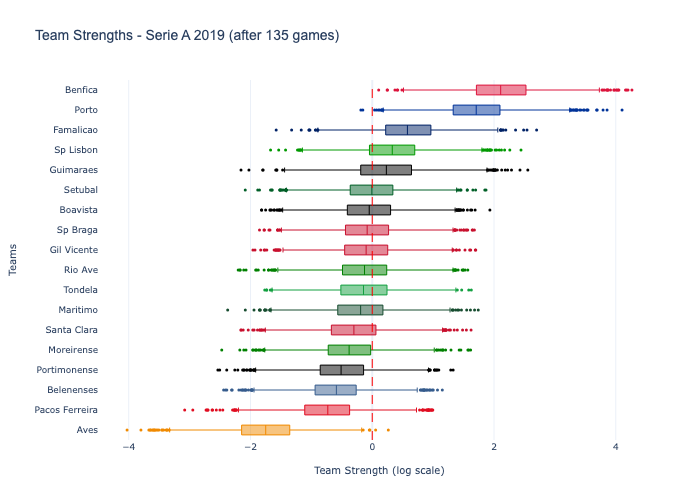 Team Strengths - Serie A 2019 (after 135 games)
Benfica
Porto
Famalicao
Sp Lisbon
Guimaraes
Setubal
Boavista
Sp Braga
Gil Vicente
Rio Ave
Tondela
Maritimo
Santa Clara
Moreirense
Portimonense
Belenenses
Pacos Ferreira
Aves
Teams
−4
−2
0
2
4
Team Strength (log scale)